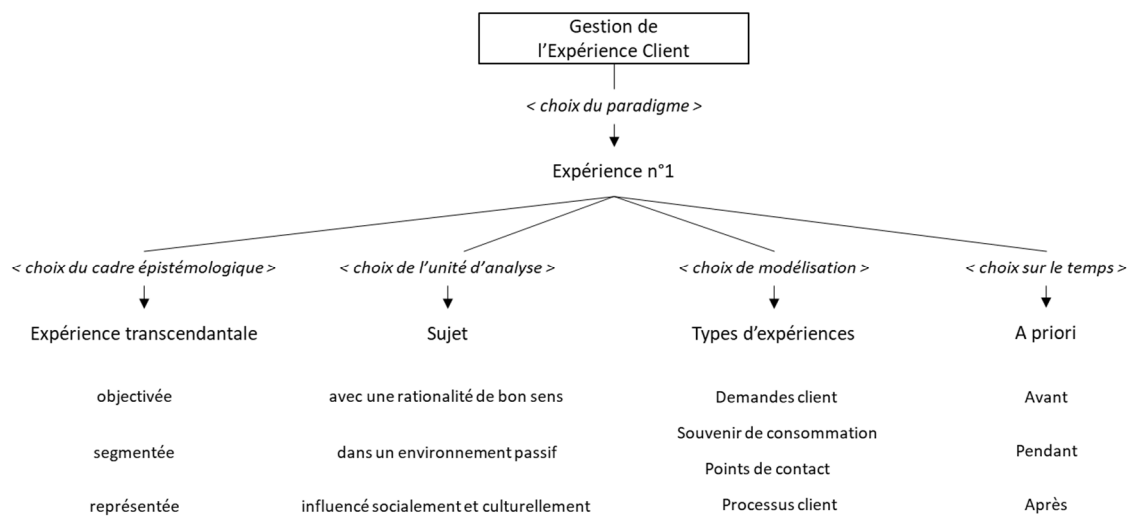 Gestion de
l'Expérience Client
< choix du paradigme >
Expérience n°1
< choix du cadre épistémologique >
< choix de l'unité d'analyse >
< choix de modélisation >
< choix sur le temps >
Expérience transcendantale
Sujet
Types d'expériences
A priori
objectivée
avec une rationalité de bon sens
Demandes client
Avant
Souvenir de consommation
segmentée
dans un environnement passif
Pendant
Points de contact
représentée
influencé socialement et culturellement
Processus client
Après